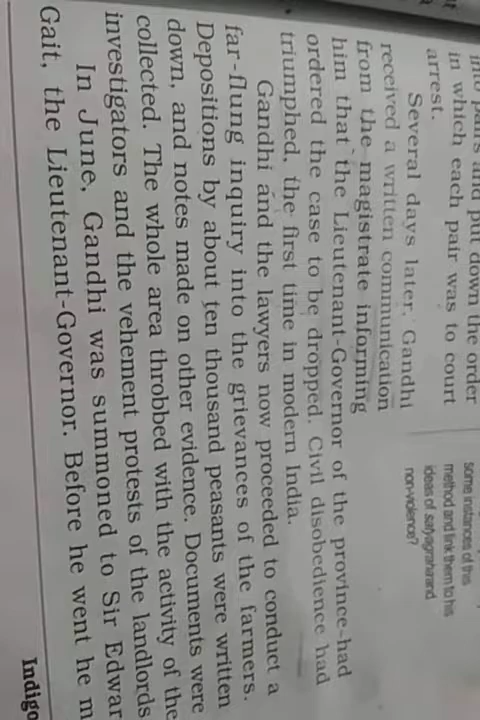 pairs and put down the order
in which each pair was to court
arrest.
Several days later, Gandhi
received a written communication
from the magistrate informing
him that the Lieutenant-Governor of the province had
ordered the case to be dropped. Civil disobedience had
triumphed, the first time in modern India.
Gandhi and the lawyers now proceeded to conduct a
far-flung inquiry into the grievances of the farmers.
Depositions by about ten thousand peasants were written
down, and notes made on other evidence. Documents were
collected. The whole area throbbed with the activity of the
investigators and the vehement protests of the landlords
In June, Gandhi was summoned to Sir Edwar
Gait, the Lieutenant-Governor. Before he went he m
some instances of this
method and link them to his
ideas of satyagraha and
non-violence?
Indigo